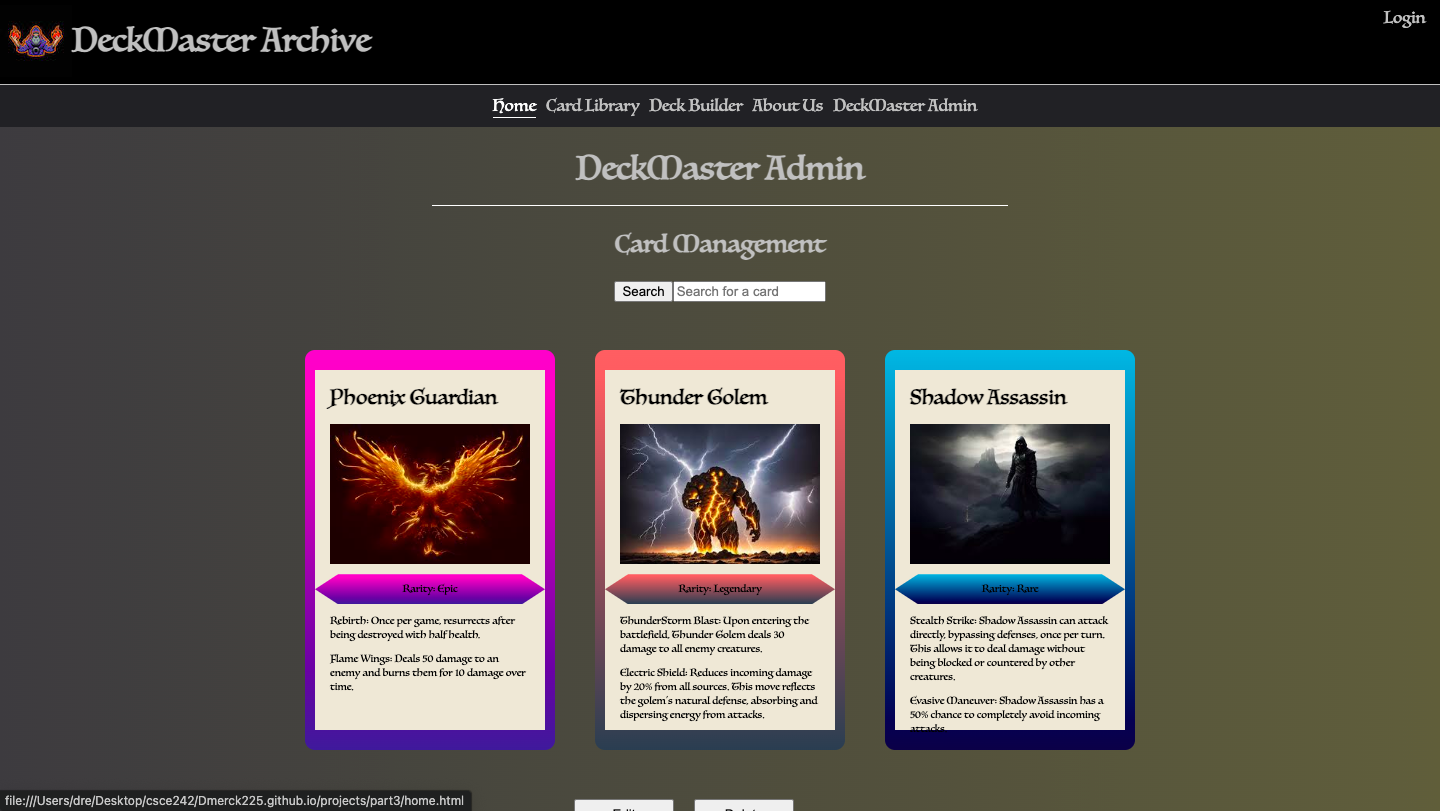 DeckMaster Archive
Login
Home Card Library Deck Builder About Us DeckMaster Admin
DeckMaster Admin
Card Management
Search Search for a card
Phoenix Guardian
Rarity: Epic
Rebirth: Once per game, resurrects after
being destroyed with half health.
Flame Wings: Deals 50 damage to an
enemy and burns them for 10 damage over
time.
Thunder Golem
Rarity: Legendary
ThunderStorm Blast: Upon entering the
battlefield, Thunder Golem deals 30
damage to all enemy creatures.
Electric Shield: Reduces incoming damage
by 20% from all sources. This move reflects
the golem's natural defense, absorbing and
dispersing energy from attacks.
Shadow Assassin
Rarity: Rare
Stealth Strike: Shadow Assassin can attack
directly, bypassing defenses, once per turn.
This allows it to deal damage without
being blocked or countered by other
creatures.
Evasive Maneuver: Shadow Assassin has a
50% chance to completely avoid incoming
attacks
file:///Users/dre/Desktop/csce242/Dmerck225.github.io/projects/part3/home.html